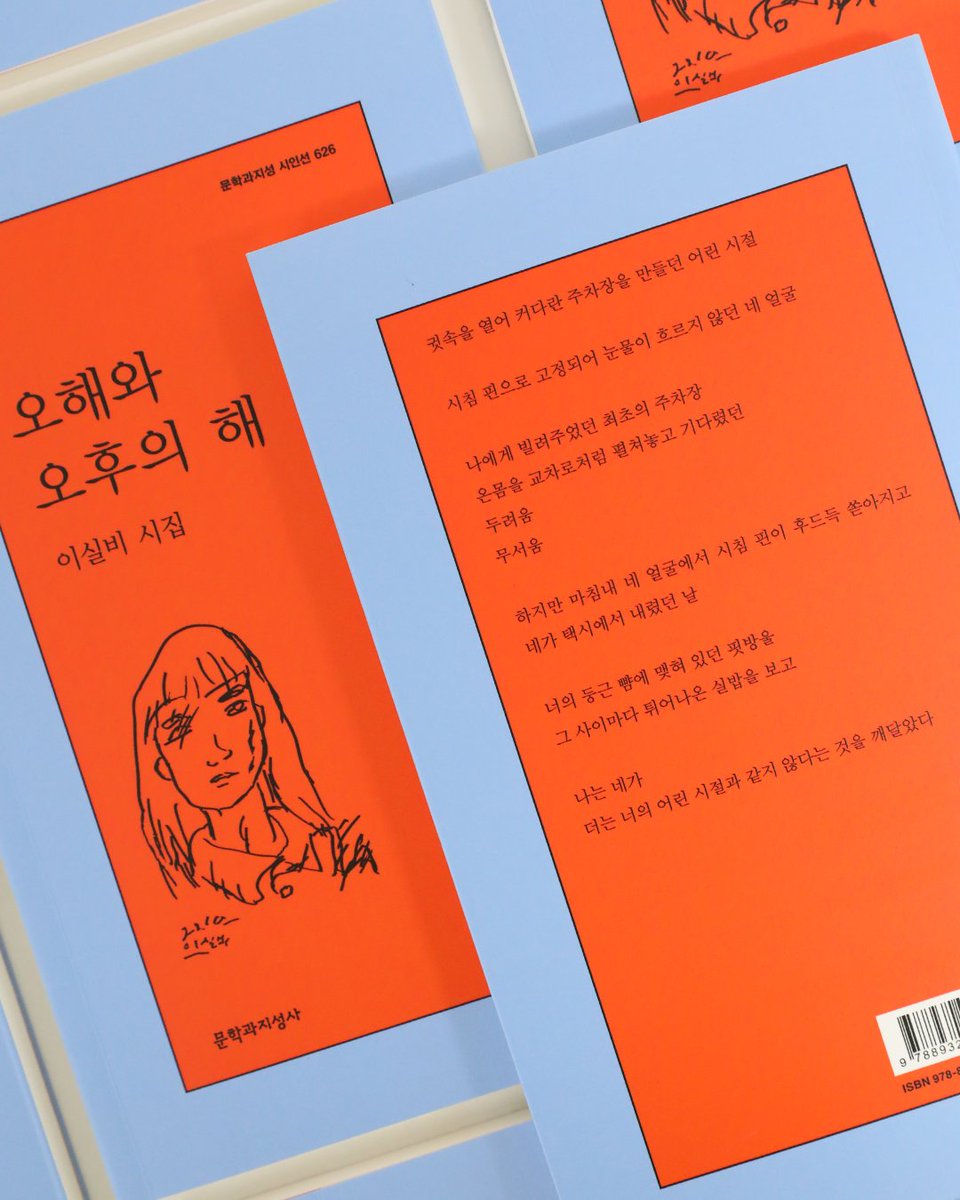 문학과지성 시인선 626
오해와
오후의 해
이실비 시집
문학과지성사
귓속을 열어 커다란 주차장을 만들던 어린 시절
시침 핀으로 고정되어 눈물이 흐르지 않던 네 얼굴
나에게 빌려주었던 최초의 주차장
온몸을 교차로처럼 펼쳐놓고 기다렸던
두려움
무서움
하지만 마침내 네 얼굴에서 시침 핀이 후드득 쏟아지고
네가 택시에서 내렸던 날
너의 둥근 뺨에 맺혀 있던 핏방울
그 사이마다 튀어나온 실밥을 보고
나는 네가
더는 너의 어린 시절과 같지 않다는 것을 깨달았다
9 788932
ISBN 978-8